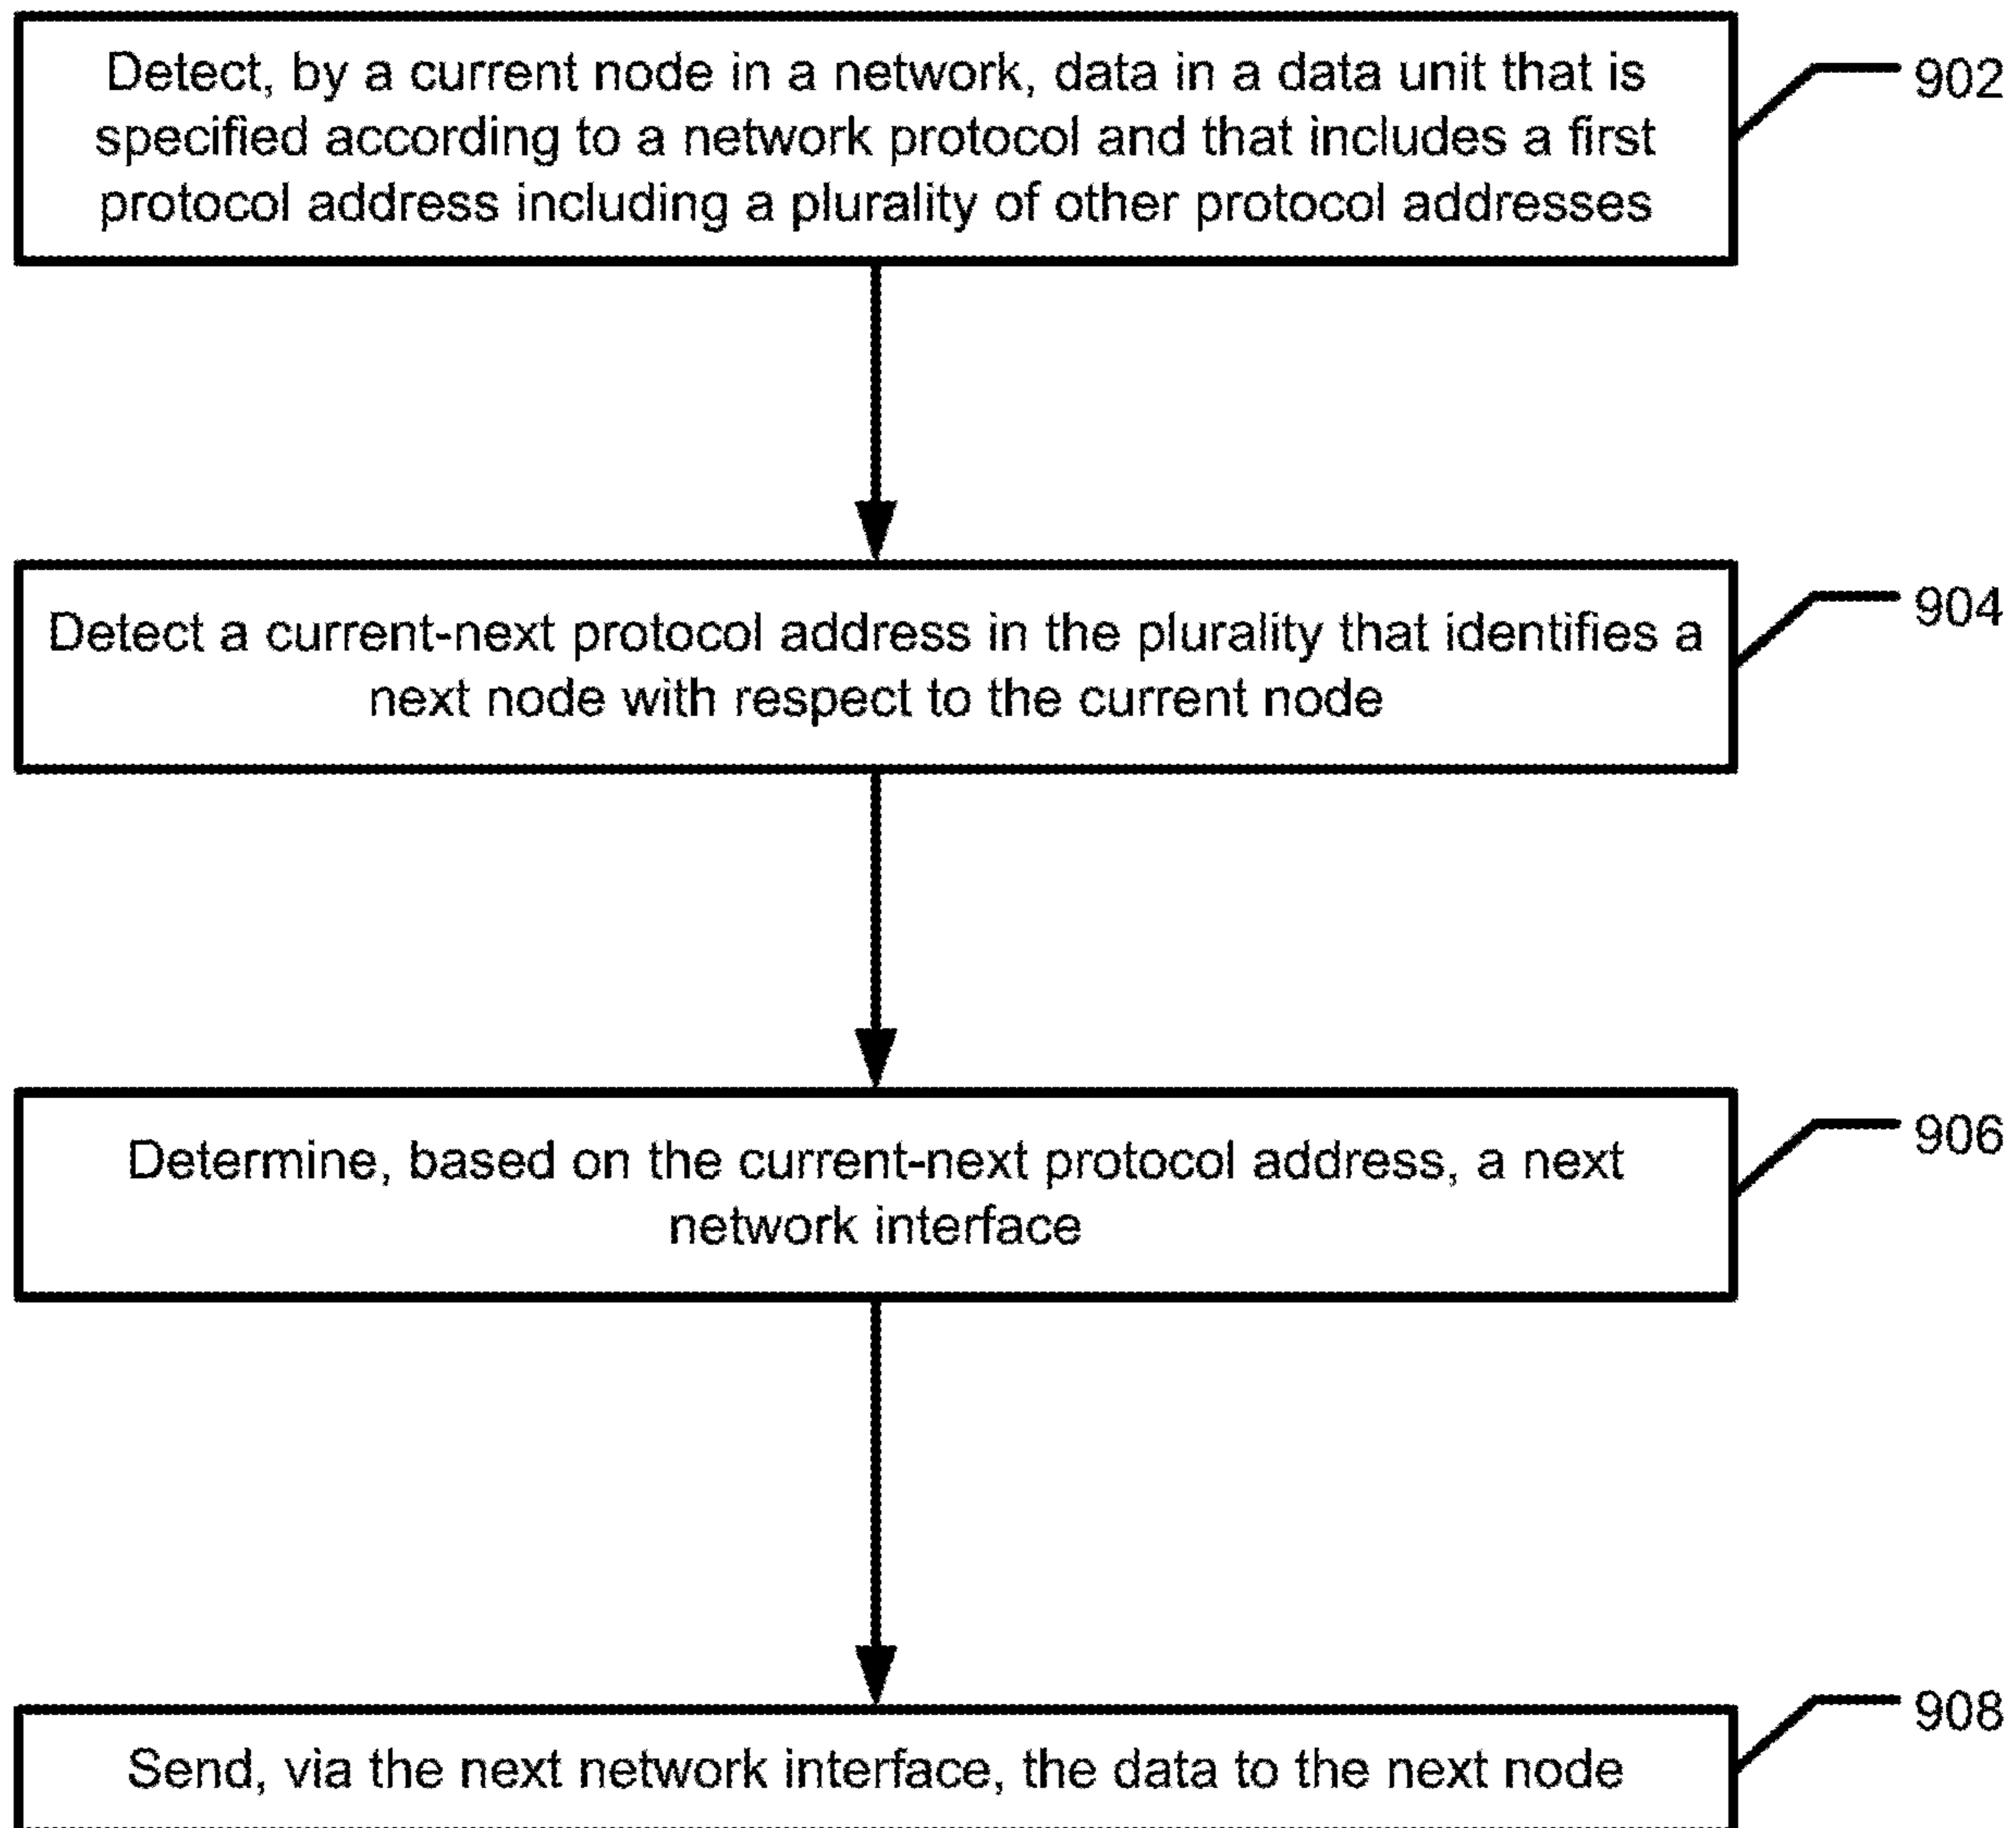 Detect, by a current node in a network, data in a data unit that is
specified according to a network protocol and that includes a first
protocol address including a plurality of other protocol addresses
902
Detect a current-next protocol address in the plurality that identifies a
next node with respect to the current node
904
Determine, based on the current-next protocol address, a next
network interface
906
Send, via the next network interface, the data to the next node
908